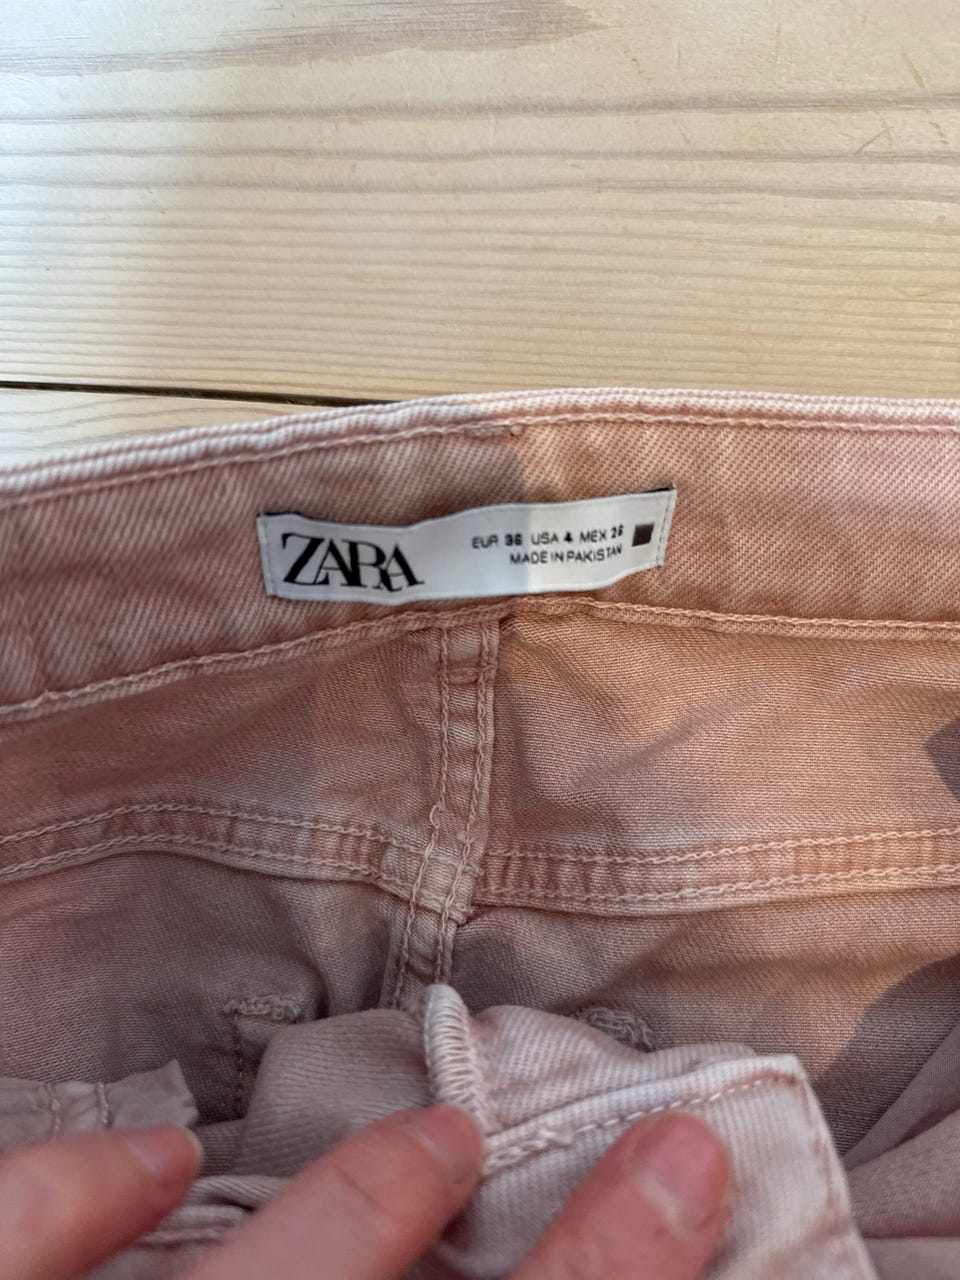 ZARA
EUR 36 USA 4 MEX 26
MADE IN PAKISTAN